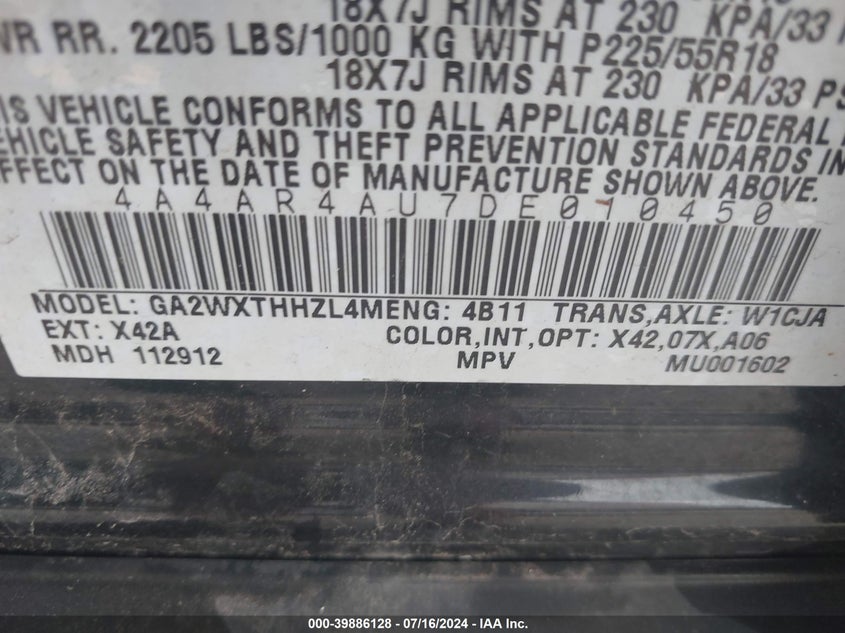 18X7J RIMS AT 230 KPA/33
WR RR. 2205 LBS/1000 KG WITH P225/55R18
18X7J RIMS AT 230 KPA/33 PS
IS VEHICLE CONFORMS TO ALL APPLICABLE FEDERAL
EHICLE SAFETY AND THEFT PREVENTION STANDARDS IN
EFFECT ON THE DATE OF MANUFACTURE SHOWN ABOVE.
4A4AR4AU7DE010450
MODEL: GA2WXTHHZL4MENG: 4B11 TRANS,AXLE: W1CJA
EXT: X42A COLOR,INT,OPT: X42,07X,A06
MDH 112912 MPV MU001602
000-39886128 - 07/16/2024 - IAA Inc.